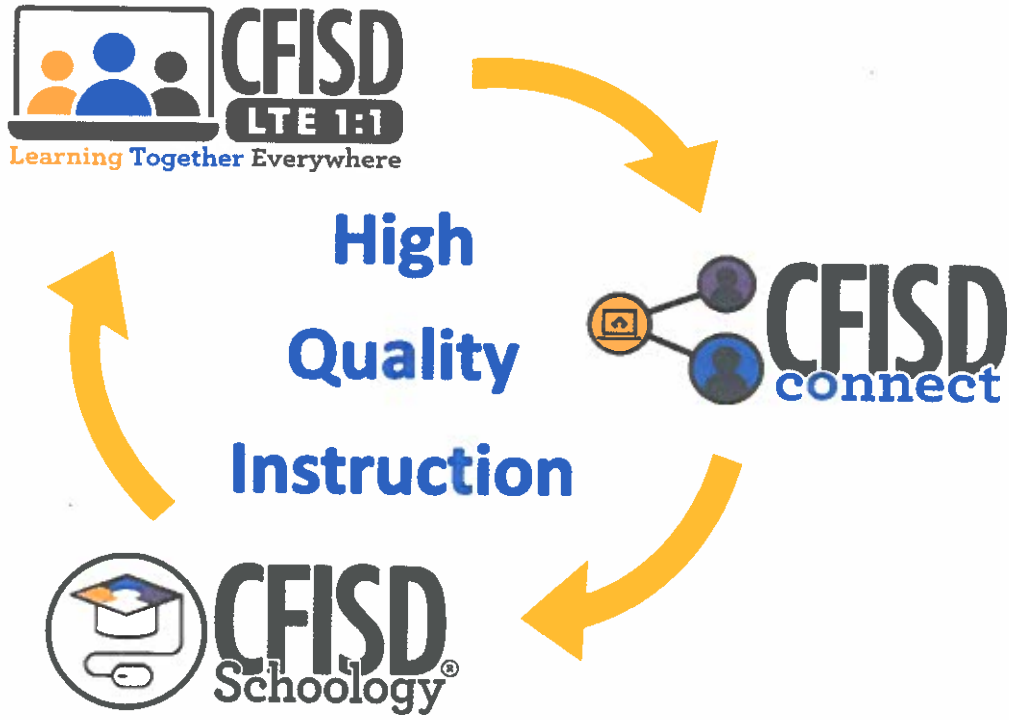 CFISD
LTE 1:1
Learning Together Everywhere
High
Quality
Instruction
CFISD
connect
CFISD
Schoology®